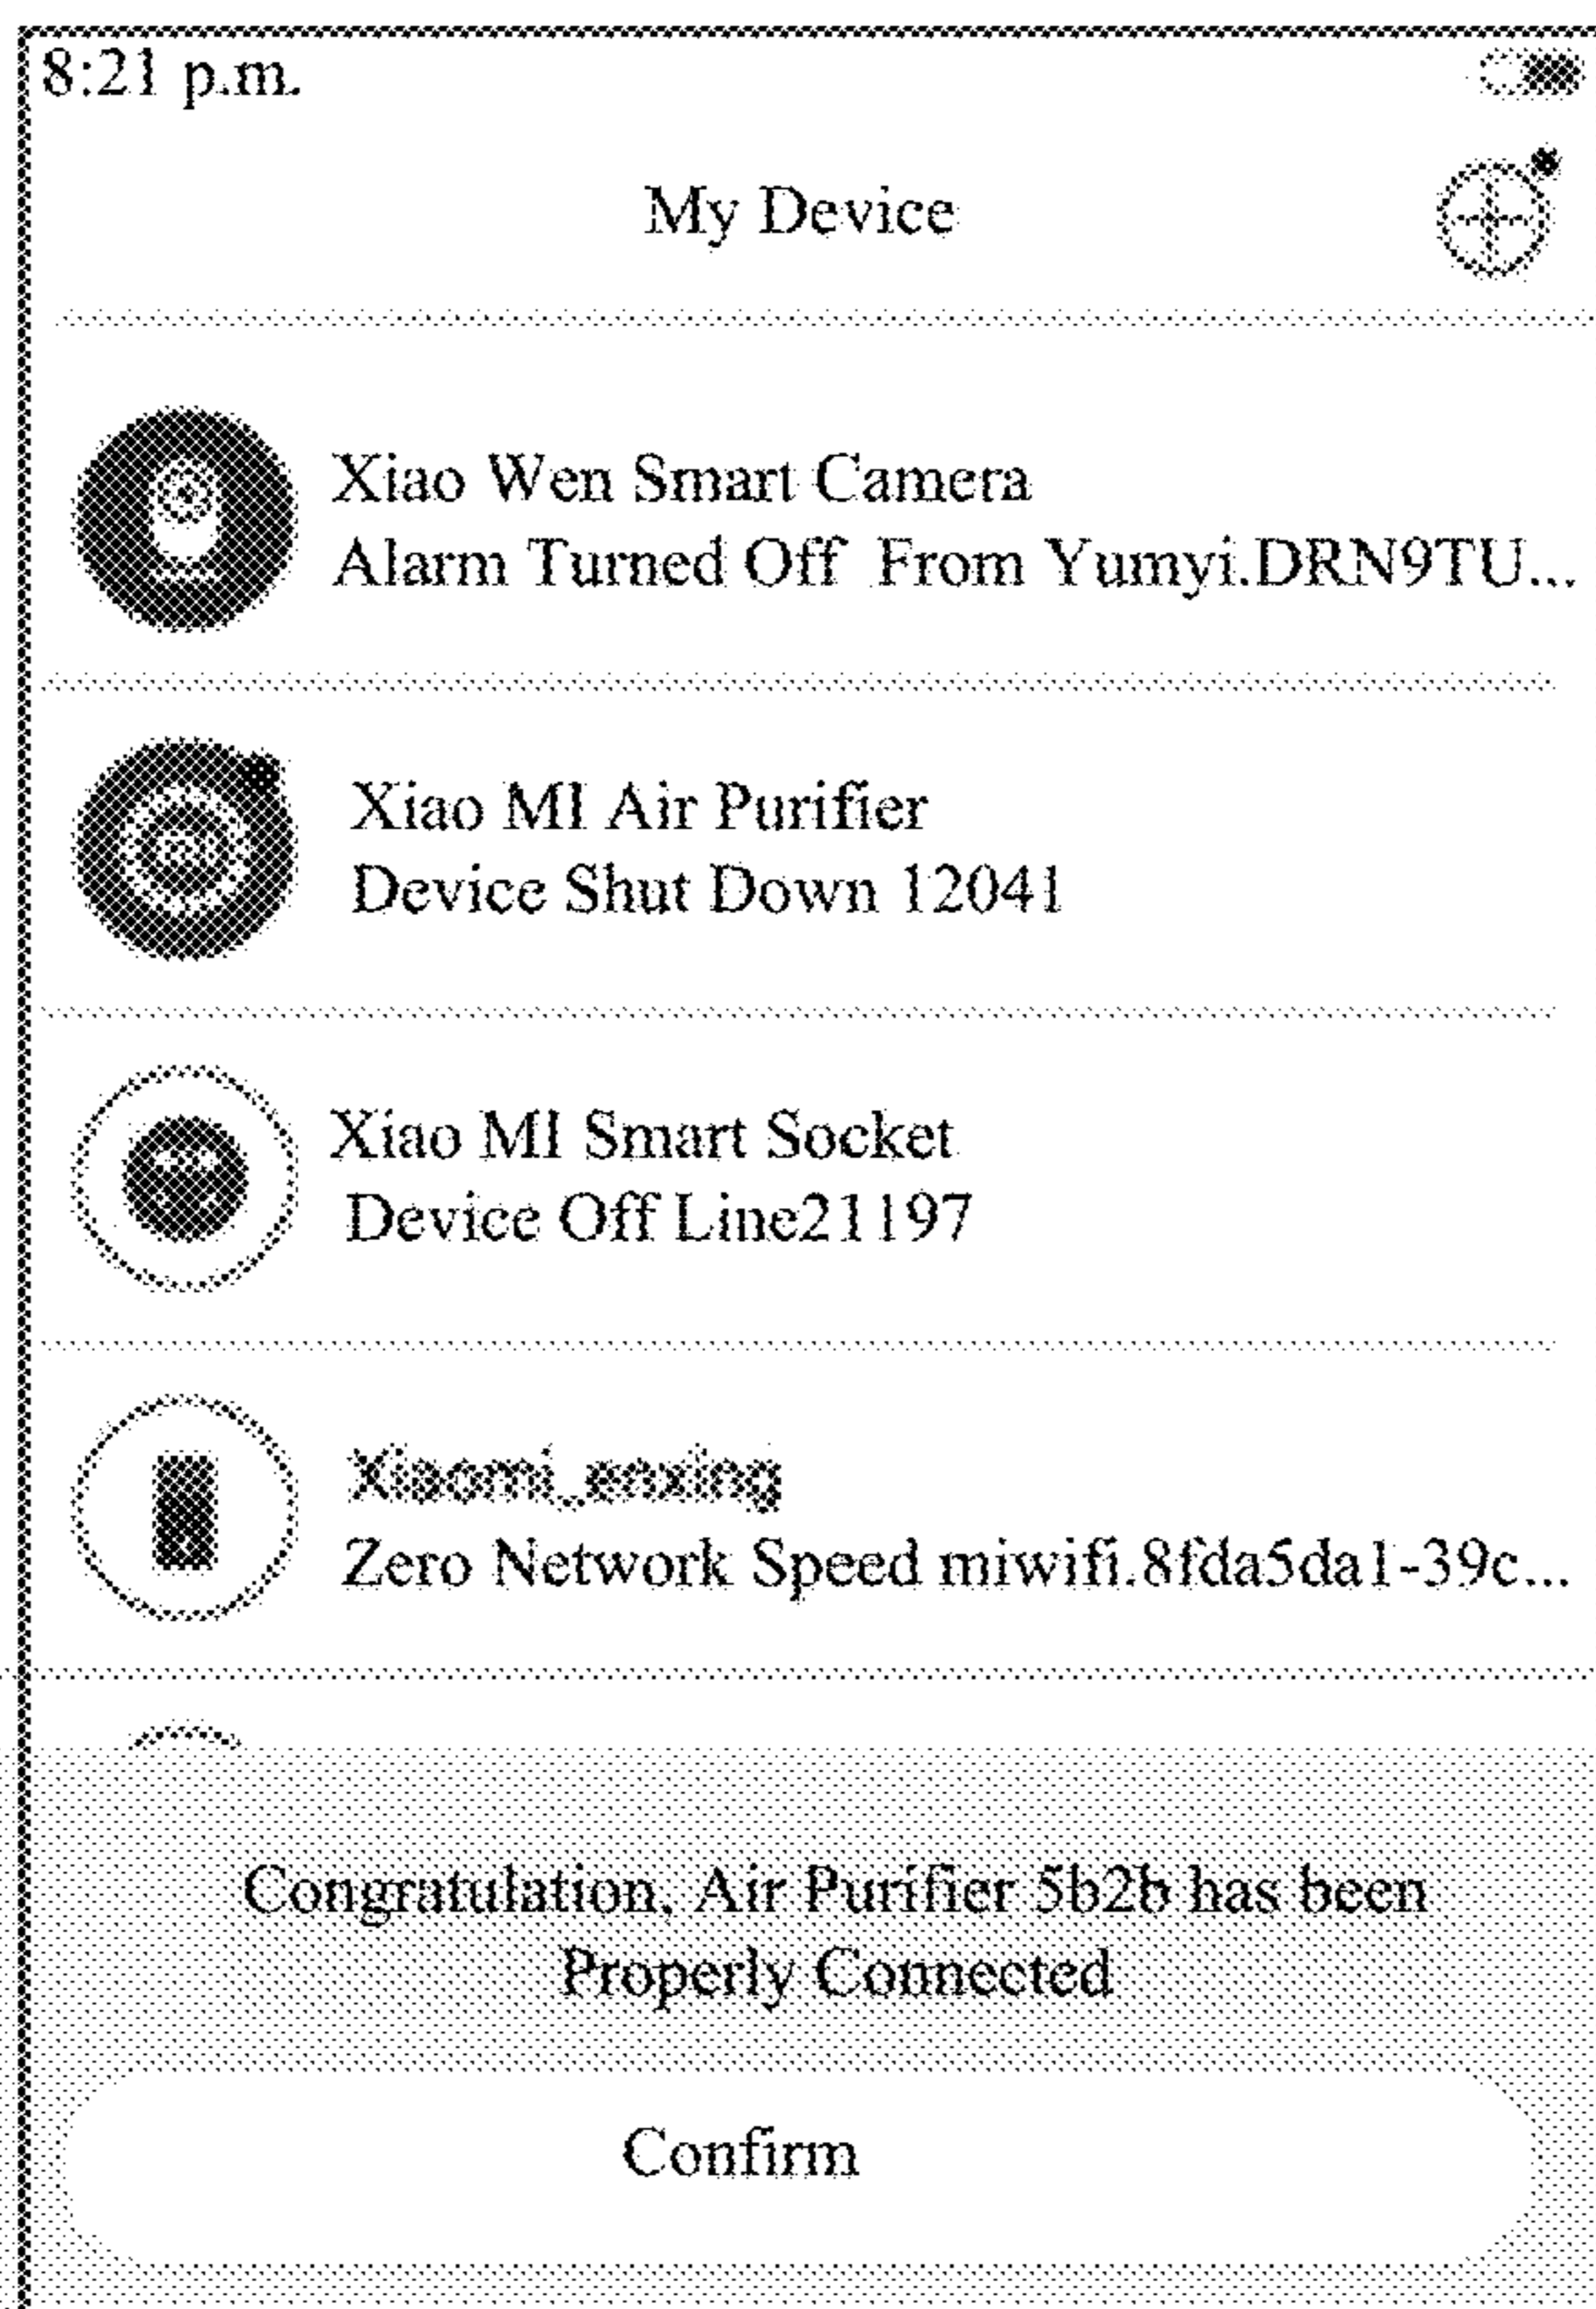 8:21 p.m.
My Device
Xiao Wen Smart Camera
Alarm Turned Off From Yumyi.DRN9TU...
Xiao MI Air Purifier
Device Shut Down 12041
Xiao MI Smart Socket
Device Off Line21197
Xiaomi_enxing
Zero Network Speed miwifi.8fda5da1-39c...
Congratulation, Air Purifier 5b2b has been
Properly Connected
Confirm